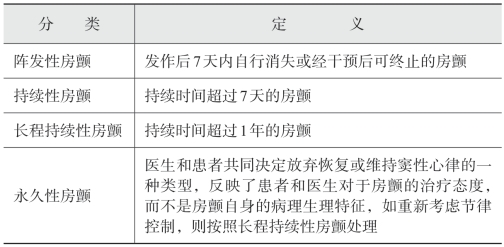 分 类 定 义
阵发性房颤 发作后7天内自行消失或经干预后可终止的房颤
持续性房颤 持续时间超过7天的房颤
长程持续性房颤 持续时间超过1年的房颤
永久性房颤 医生和患者共同决定放弃恢复或维持窦性心律的一
种类型，反映了患者和医生对于房颤的治疗态度，
而不是房颤自身的病理生理特征，如重新考虑节律
控制，则按照长程持续性房颤处理